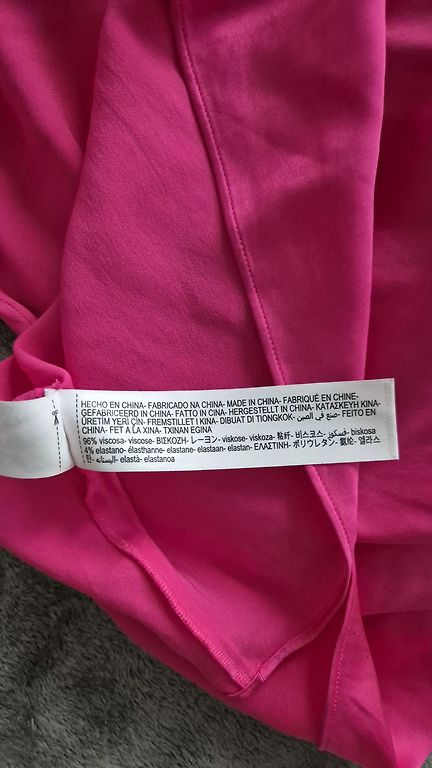 HECHO EN CHINA- FABRICADO NA CHINA- MADE IN CHINA- FABRIQUÉ EN CHINE-
GEFABRICEERD IN CHINA- FATTO IN CINA- HERGESTELLT IN CHINA- ΚΑΤΑΣΚΕΥΗ ΚΙΝΑ-
ÜRETİM YERİ ÇİN- FREMSTILLET I KINA- DIBUAT DI TIONGKOK- صنع في الصين- FEITO EN
CHINA- FET A LA XINA- TXINAN EGINA
96% viscosa- viscose- ΒΙΣΚΟΖΗ- レーヨン- viskose- viskoza- 粘纤- 비스코스- فسكوز- biskosa
4% elastano- élasthanne- elastane- elastaan- elastan- ΕΛΑΣΤΙΝΗ- ポリウレタン- 氨纶- 엘라스
탄- اليستانه- elastà- elastanoa